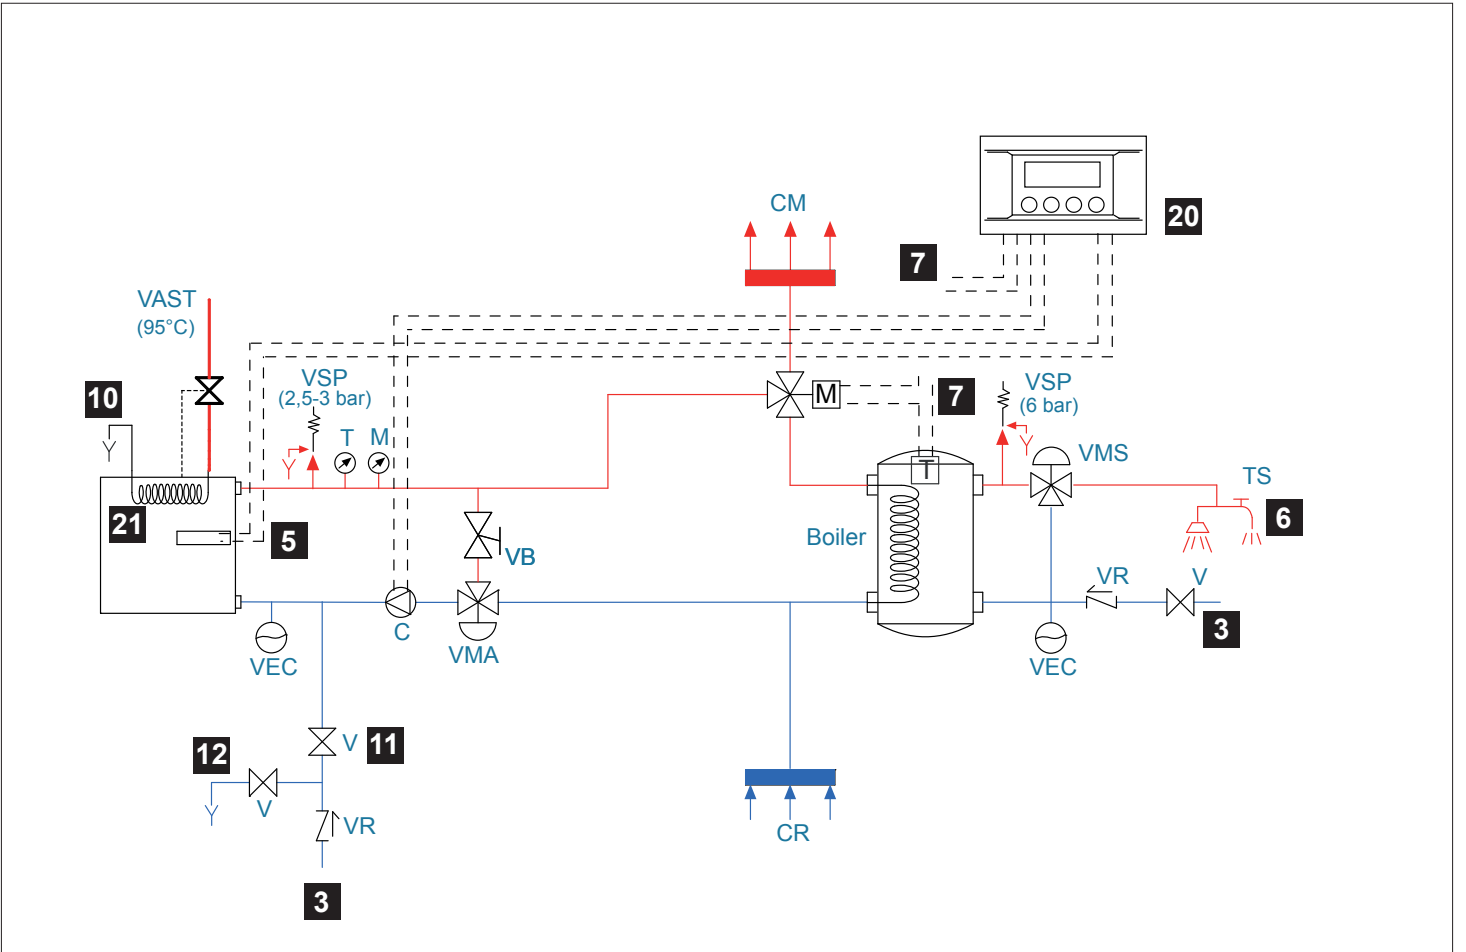 CM
20
7
VAST
(95°C)
10
VSP
(2,5-3 bar)
T
M
M
7
VSP
(6 bar)
VMS
TS
6
T
21
5
VB
Boiler
VR
V
3
C
VMA
VEC
VEC
V
11
12
V
VR
CR
3